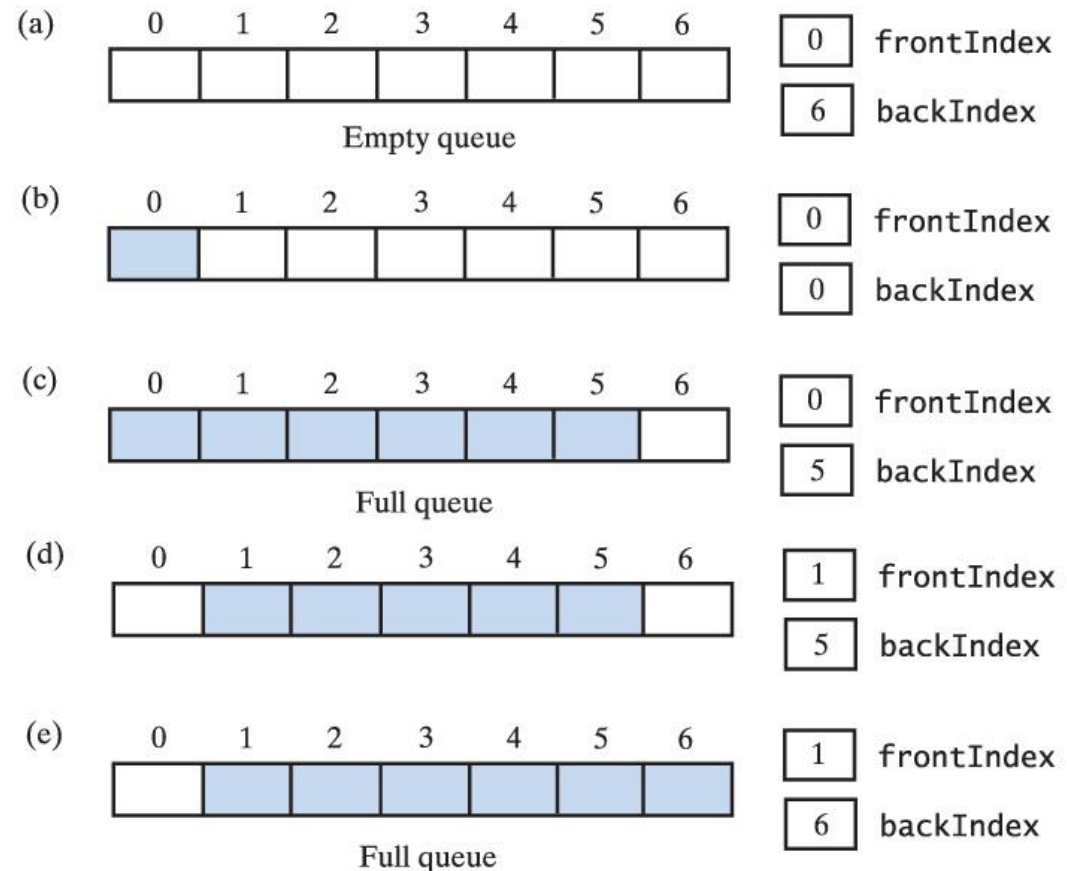 (a) 0 1 2 3 4 5 6
0 frontIndex
6 backIndex
Empty queue
(b) 0 1 2 3 4 5 6
0 frontIndex
0 backIndex
(c) 0 1 2 3 4 5 6
0 frontIndex
5 backIndex
Full queue
(d) 0 1 2 3 4 5 6
1 frontIndex
5 backIndex
(e) 0 1 2 3 4 5 6
1 frontIndex
6 backIndex
Full queue